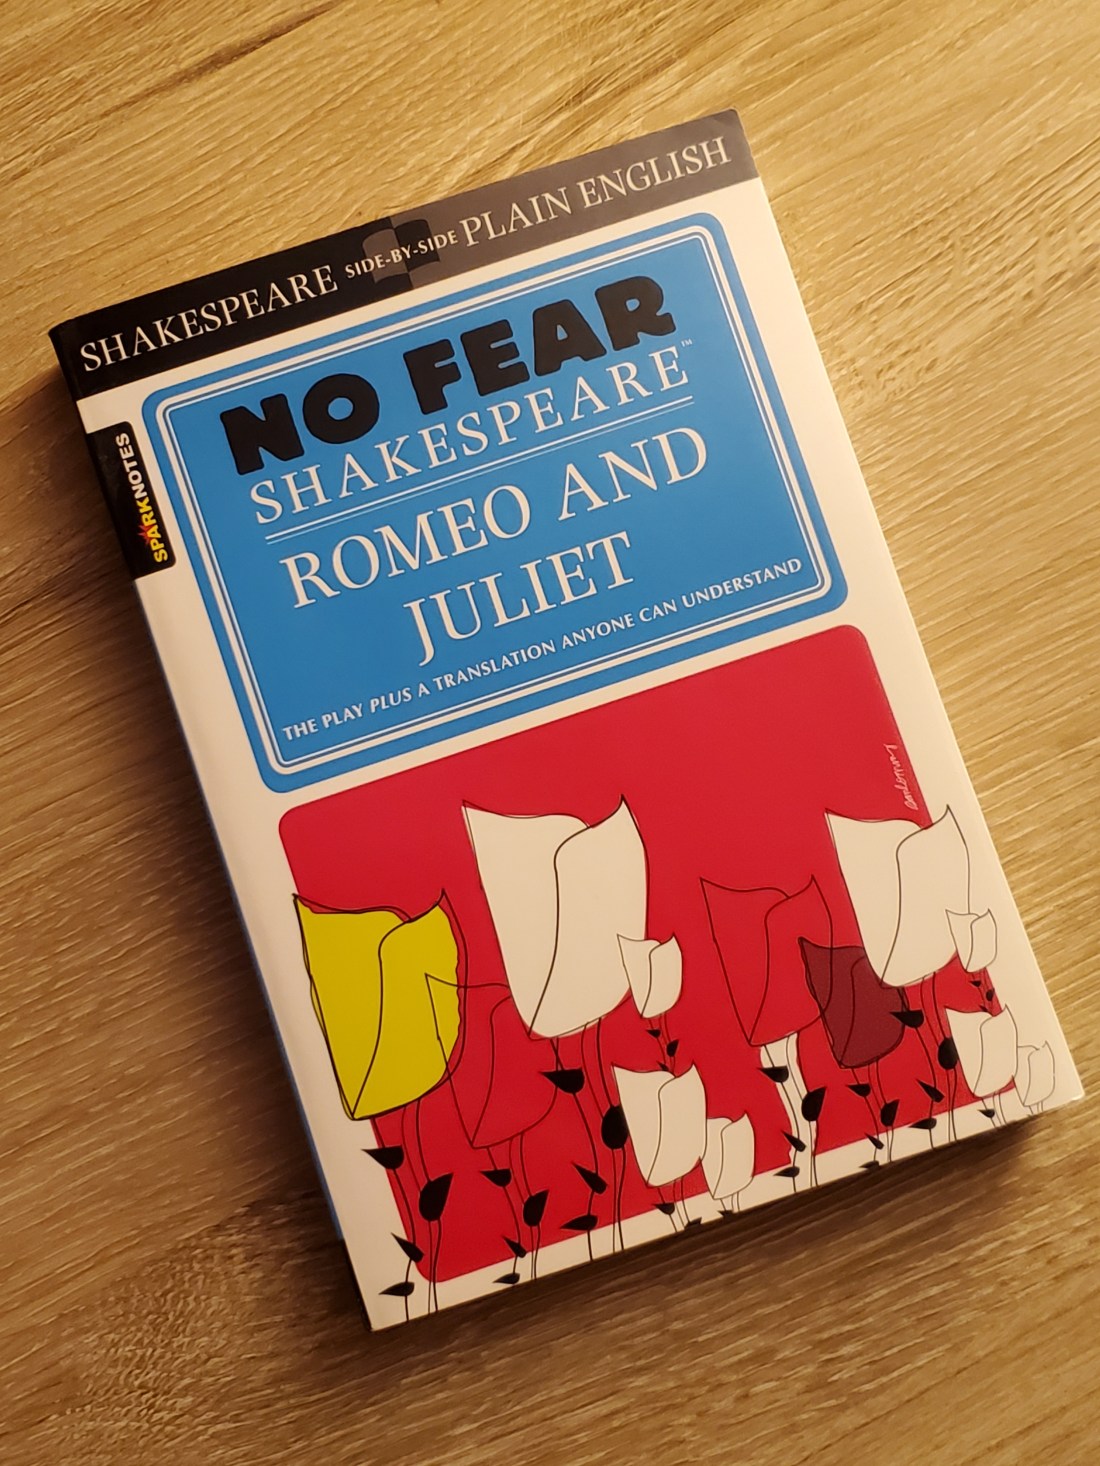 SHAKESPEARE SIDE-BY-SIDE PLAIN ENGLISH
SPARKNOTES
NO FEAR
SHAKESPEARE™
ROMEO AND
JULIET
THE PLAY PLUS A TRANSLATION ANYONE CAN UNDERSTAND